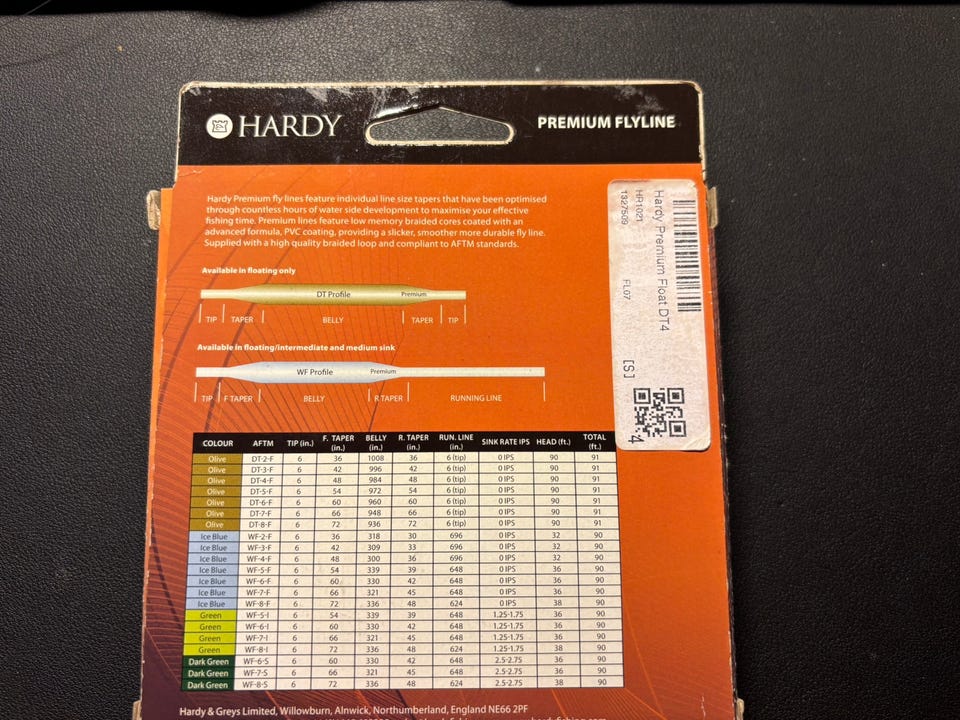 HARDY
PREMIUM FLYLINE
Hardy Premium fly lines feature individual line size tapers that have been optimised
through countless hours of water side development to maximise your effective
fishing time. Premium lines feature low memory braided cores coated with an
advanced formula, PVC coating, providing a slicker, smoother more durable fly line.
Supplied with a high quality braided loop and compliant to AFTM standards.
Available in floating only
DT Profile Premium
TIP TAPER BELLY TAPER TIP
Available in floating/intermediate and medium sink
WF Profile Premium
TIP F TAPER BELLY R TAPER RUNNING LINE
Hardy Premium Float DT4
HR1021
1327509 FL07 [S]
4
COLOUR AFTM TIP (in.) F. TAPER (in.) BELLY (in.) R. TAPER (in.) RUN. LINE (in.) SINK RATE IPS HEAD (ft.) TOTAL (ft.)
Olive DT-2-F 6 36 1008 36 6 (tip) 0 IPS 90 91
Olive DT-3-F 6 42 996 42 6 (tip) 0 IPS 90 91
Olive DT-4-F 6 48 984 48 6 (tip) 0 IPS 90 91
Olive DT-5-F 6 54 972 54 6 (tip) 0 IPS 90 91
Olive DT-6-F 6 60 960 60 6 (tip) 0 IPS 90 91
Olive DT-7-F 6 66 948 66 6 (tip) 0 IPS 90 91
Olive DT-8-F 6 72 936 72 6 (tip) 0 IPS 90 91
Ice Blue WF-2-F 6 36 318 30 696 0 IPS 32 90
Ice Blue WF-3-F 6 42 309 33 696 0 IPS 32 90
Ice Blue WF-4-F 6 48 300 36 696 0 IPS 32 90
Ice Blue WF-5-F 6 54 339 39 648 0 IPS 36 90
Ice Blue WF-6-F 6 60 330 42 648 0 IPS 36 90
Ice Blue WF-7-F 6 66 321 45 648 0 IPS 36 90
Ice Blue WF-8-F 6 72 336 48 624 0 IPS 38 90
Green WF-5-I 6 54 339 39 648 1.25-1.75 36 90
Green WF-6-I 6 60 330 42 648 1.25-1.75 36 90
Green WF-7-I 6 66 321 45 648 1.25-1.75 36 90
Green WF-8-I 6 72 336 48 624 1.25-1.75 38 90
Dark Green WF-6-S 6 60 330 42 648 2.5-2.75 36 90
Dark Green WF-7-S 6 66 321 45 648 2.5-2.75 36 90
Dark Green WF-8-S 6 72 336 48 624 2.5-2.75 38 90
Hardy & Greys Limited, Willowburn, Alnwick, Northumberland, England NE66 2PF